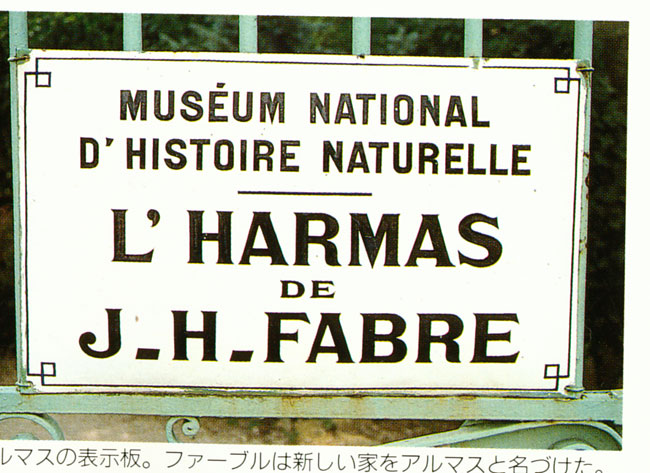 MUSÉUM NATIONAL
D'HISTOIRE NATURELLE
L'HARMAS
DE
J-H-FABRE
ルマスの表示板。ファーブルは新しい家をアルマスと名づけた。